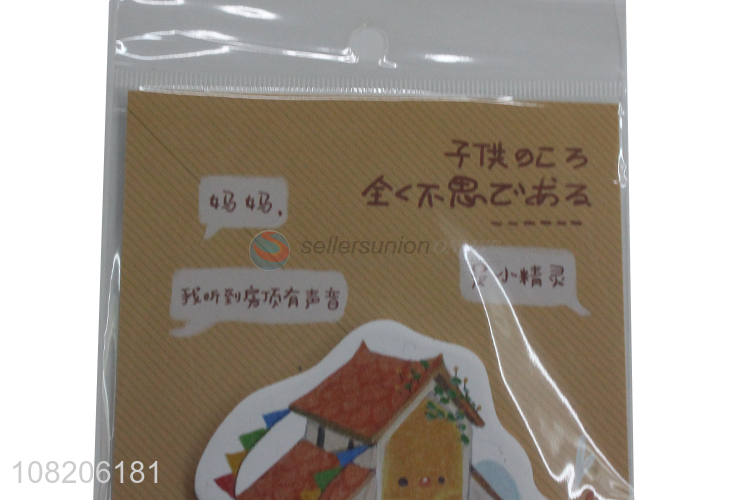 子供のころ
全く不思である
妈妈，
我听到房顶有声音
是小精灵
sellersunion
108206181